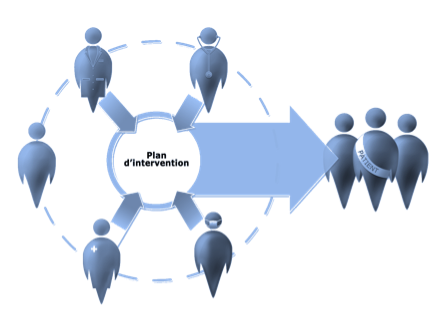 Plan
d'intervention
PATIENT